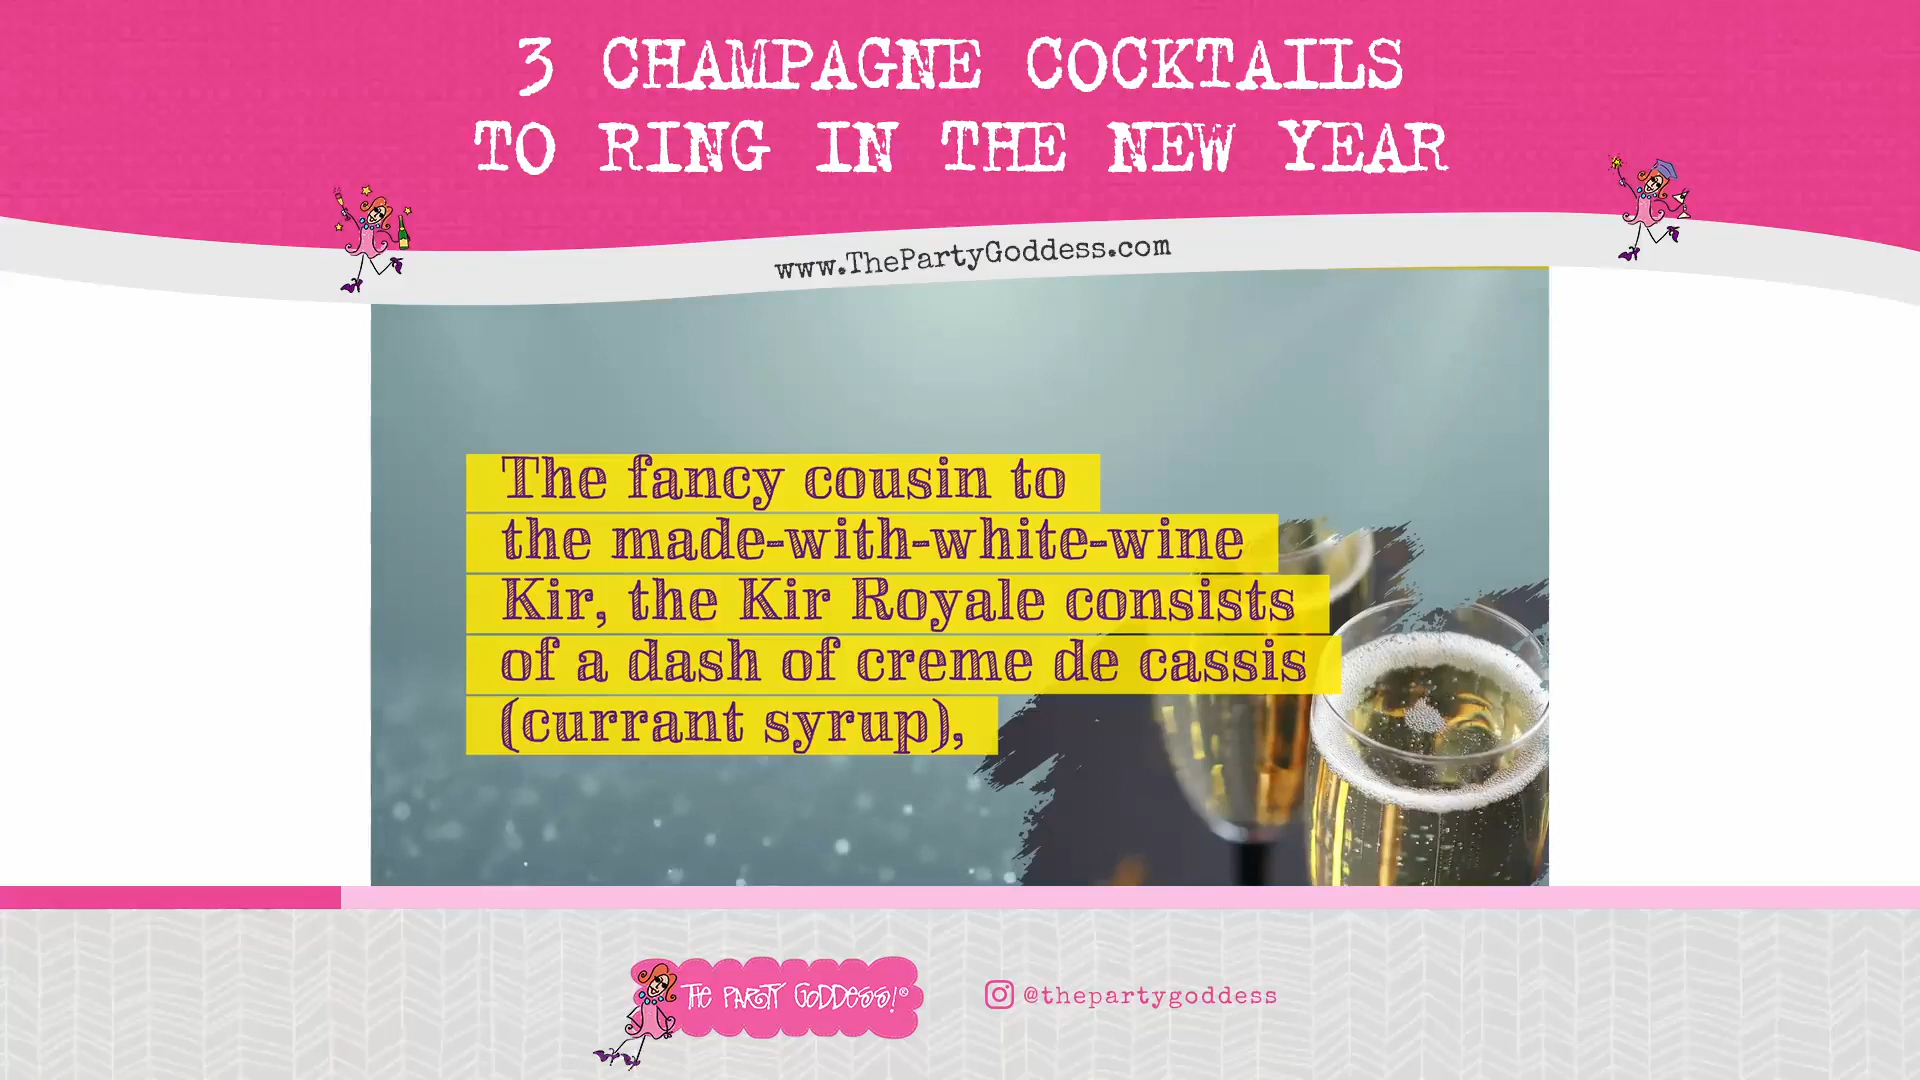 3 CHAMPAGNE COCKTAILS
TO RING IN THE NEW YEAR
www.ThePartyGoddess.com
The fancy cousin to
the made-with-white-wine
Kir, the Kir Royale consists
of a dash of creme de cassis
(currant syrup),
THE PARTY GODDESS!®
@thepartygoddess